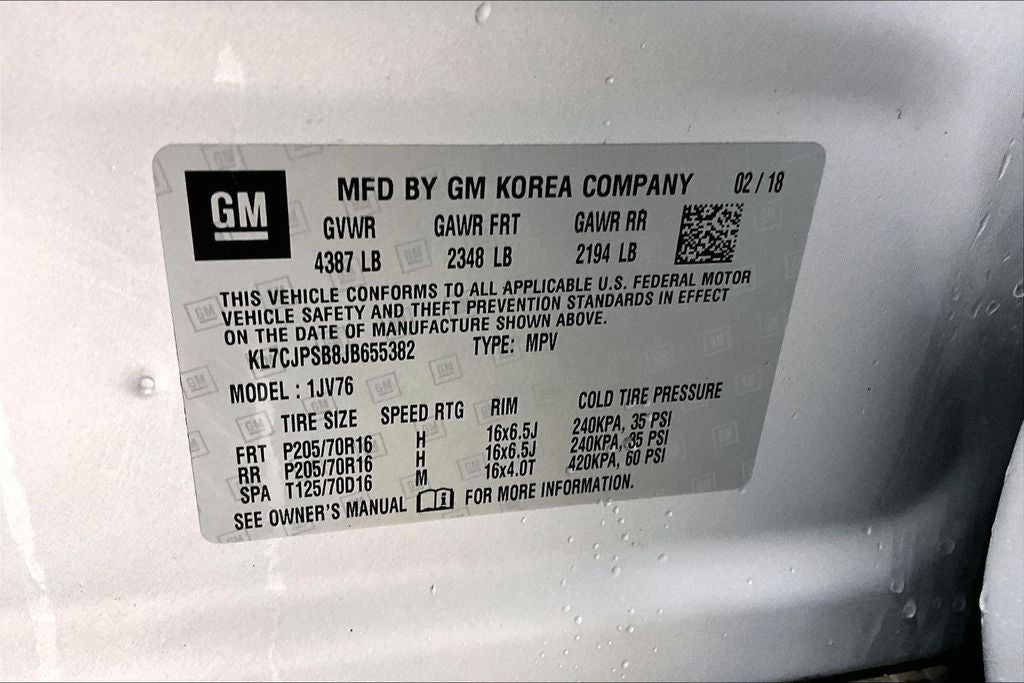 GM
MFD BY GM KOREA COMPANY 02 / 18
GVWR GAWR FRT GAWR RR
4387 LB 2348 LB 2194 LB
THIS VEHICLE CONFORMS TO ALL APPLICABLE U.S. FEDERAL MOTOR
VEHICLE SAFETY AND THEFT PREVENTION STANDARDS IN EFFECT
ON THE DATE OF MANUFACTURE SHOWN ABOVE.
KL7CJPSB8JB655382 TYPE: MPV
MODEL : 1JV76
TIRE SIZE SPEED RTG RIM COLD TIRE PRESSURE
FRT P205/70R16 H 16x6.5J 240KPA, 35 PSI
RR P205/70R16 H 16x6.5J 240KPA, 35 PSI
SPA T125/70D16 M 16x4.0T 420KPA, 60 PSI
SEE OWNER'S MANUAL FOR MORE INFORMATION.